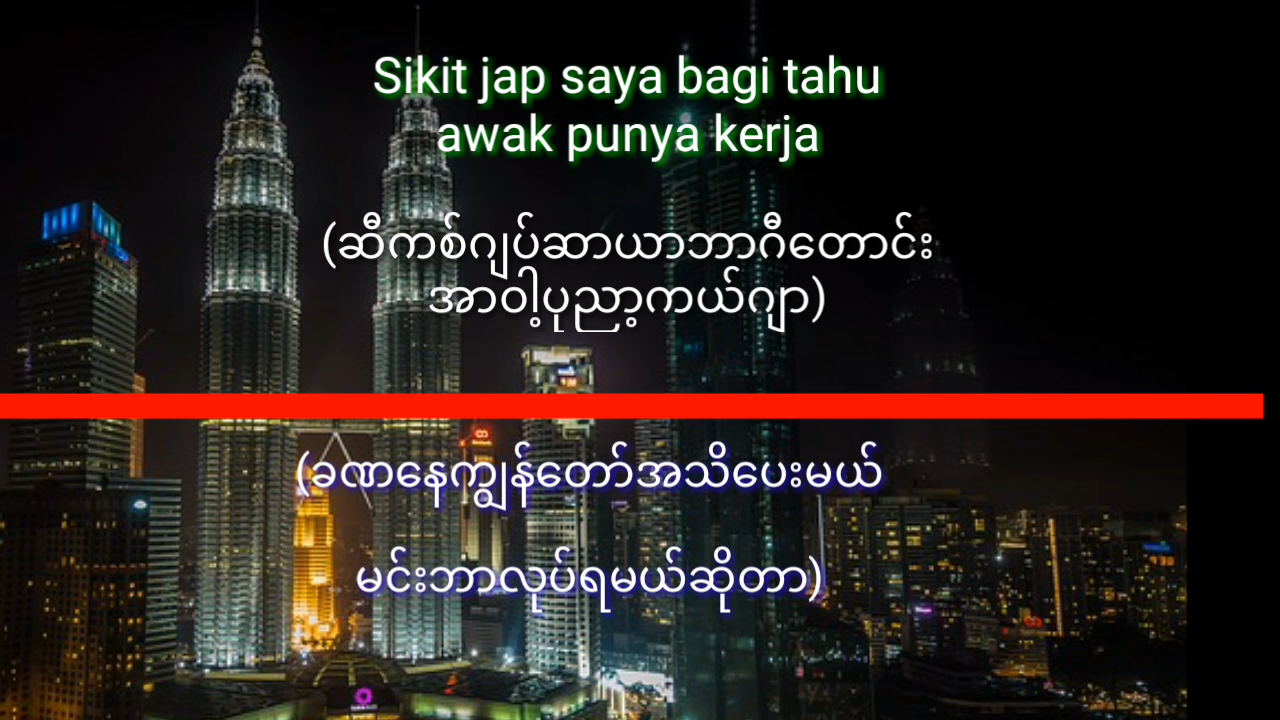 Sikit jap saya bagi tahu
awak punya kerja
(ဆီကစ်ဂျပ်ဆာယာဘာဂီတောင်း
အာဝါ့ပုညာ့ကယ်ဂျာ)
(ခဏနေကျွန်တော်အသိပေးမယ်
မင်းဘာလုပ်ရမယ်ဆိုတာ)